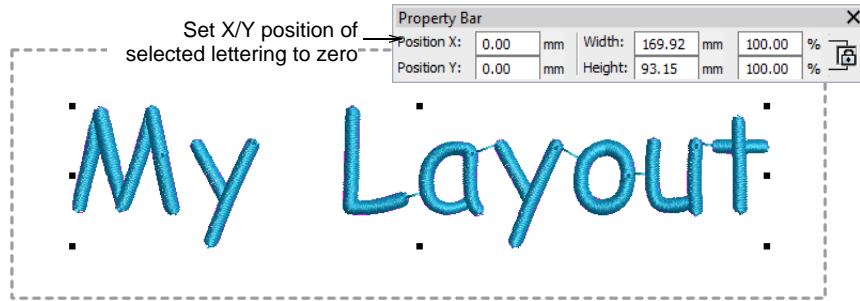 Set X/Y position of
selected lettering to zero
Property Bar
Position X: 0.00 mm Width: 169.92 mm 100.00 %
Position Y: 0.00 mm Height: 93.15 mm 100.00 %
My Layout